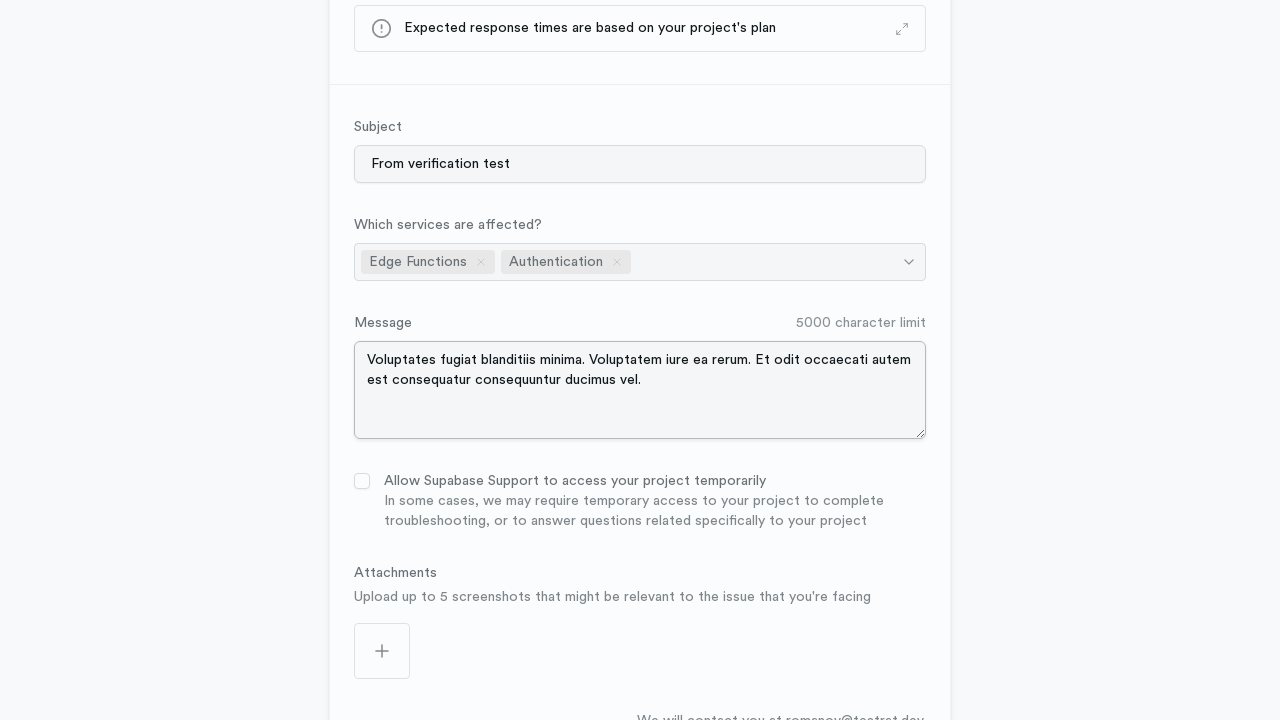 Expected response times are based on your project's plan
Subject
From verification test
Which services are affected?
Edge Functions Authentication
Message 5000 character limit
Voluptates fugiat blanditiis minima. Voluptatem iure ea rerum. Et odit occaecati autem
est consequatur consequuntur ducimus vel.
Allow Supabase Support to access your project temporarily
In some cases, we may require temporary access to your project to complete
troubleshooting, or to answer questions related specifically to your project
Attachments
Upload up to 5 screenshots that might be relevant to the issue that you're facing
We will contact you at